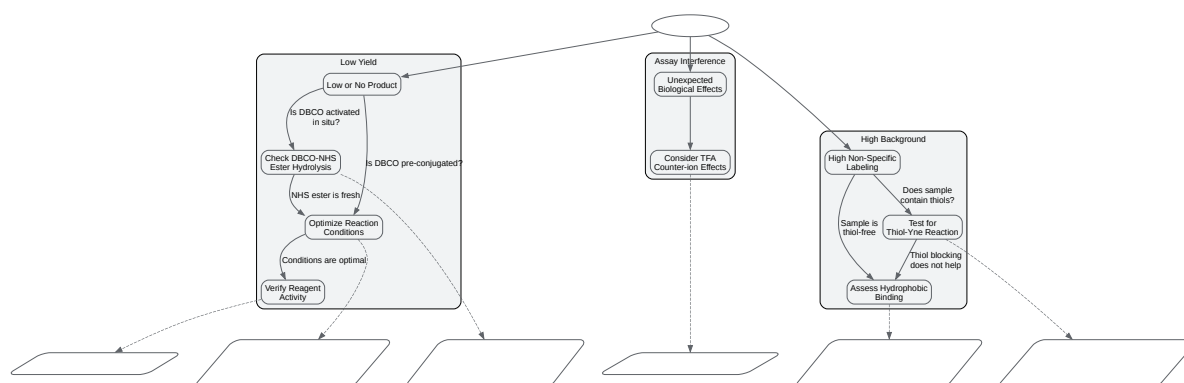 Low Yield
Low or No Product
Is DBCO activated
in situ?
Check DBCO-NHS
Ester Hydrolysis
Is DBCO pre-conjugated?
NHS ester is fresh
Optimize Reaction
Conditions
Conditions are optimal
Verify Reagent
Activity
Assay Interference
Unexpected
Biological Effects
Consider TFA
Counter-ion Effects
High Background
High Non-Specific
Labeling
Does sample
contain thiols?
Sample is
thiol-free
Test for
Thiol-Yne Reaction
Thiol blocking
does not help
Assess Hydrophobic
Binding